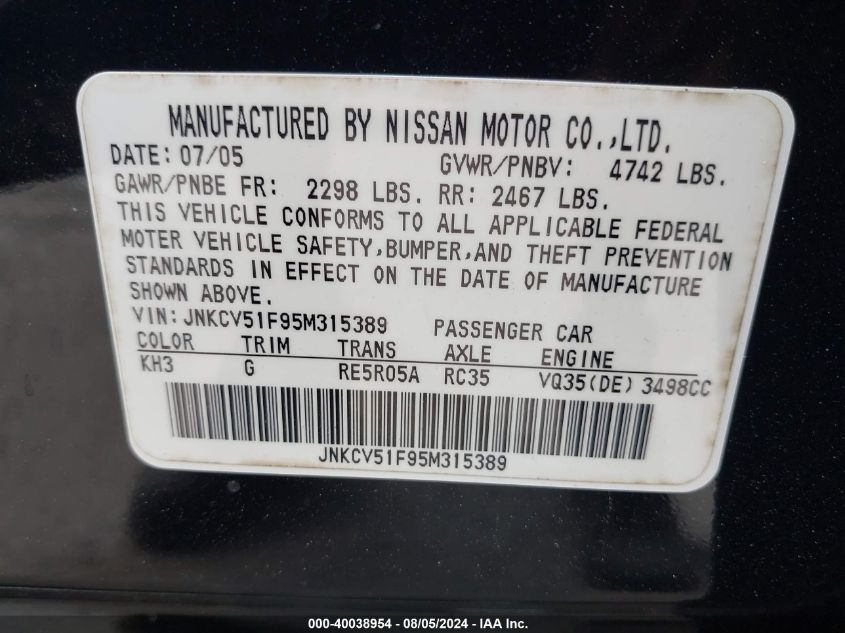 MANUFACTURED BY NISSAN MOTOR CO.,LTD.
DATE: 07/05 GVWR/PNBV: 4742 LBS.
GAWR/PNBE FR: 2298 LBS. RR: 2467 LBS.
THIS VEHICLE CONFORMS TO ALL APPLICABLE FEDERAL
MOTER VEHICLE SAFETY,BUMPER,AND THEFT PREVENTION
STANDARDS IN EFFECT ON THE DATE OF MANUFACTURE
SHOWN ABOVE.
VIN:JNKCV51F95M315389 PASSENGER CAR
COLOR TRIM TRANS AXLE ENGINE
KH3 G RE5R05A RC35 VQ35(DE) 3498CC
JNKCV51F95M315389
000-40038954 - 08/05/2024 - IAA Inc.